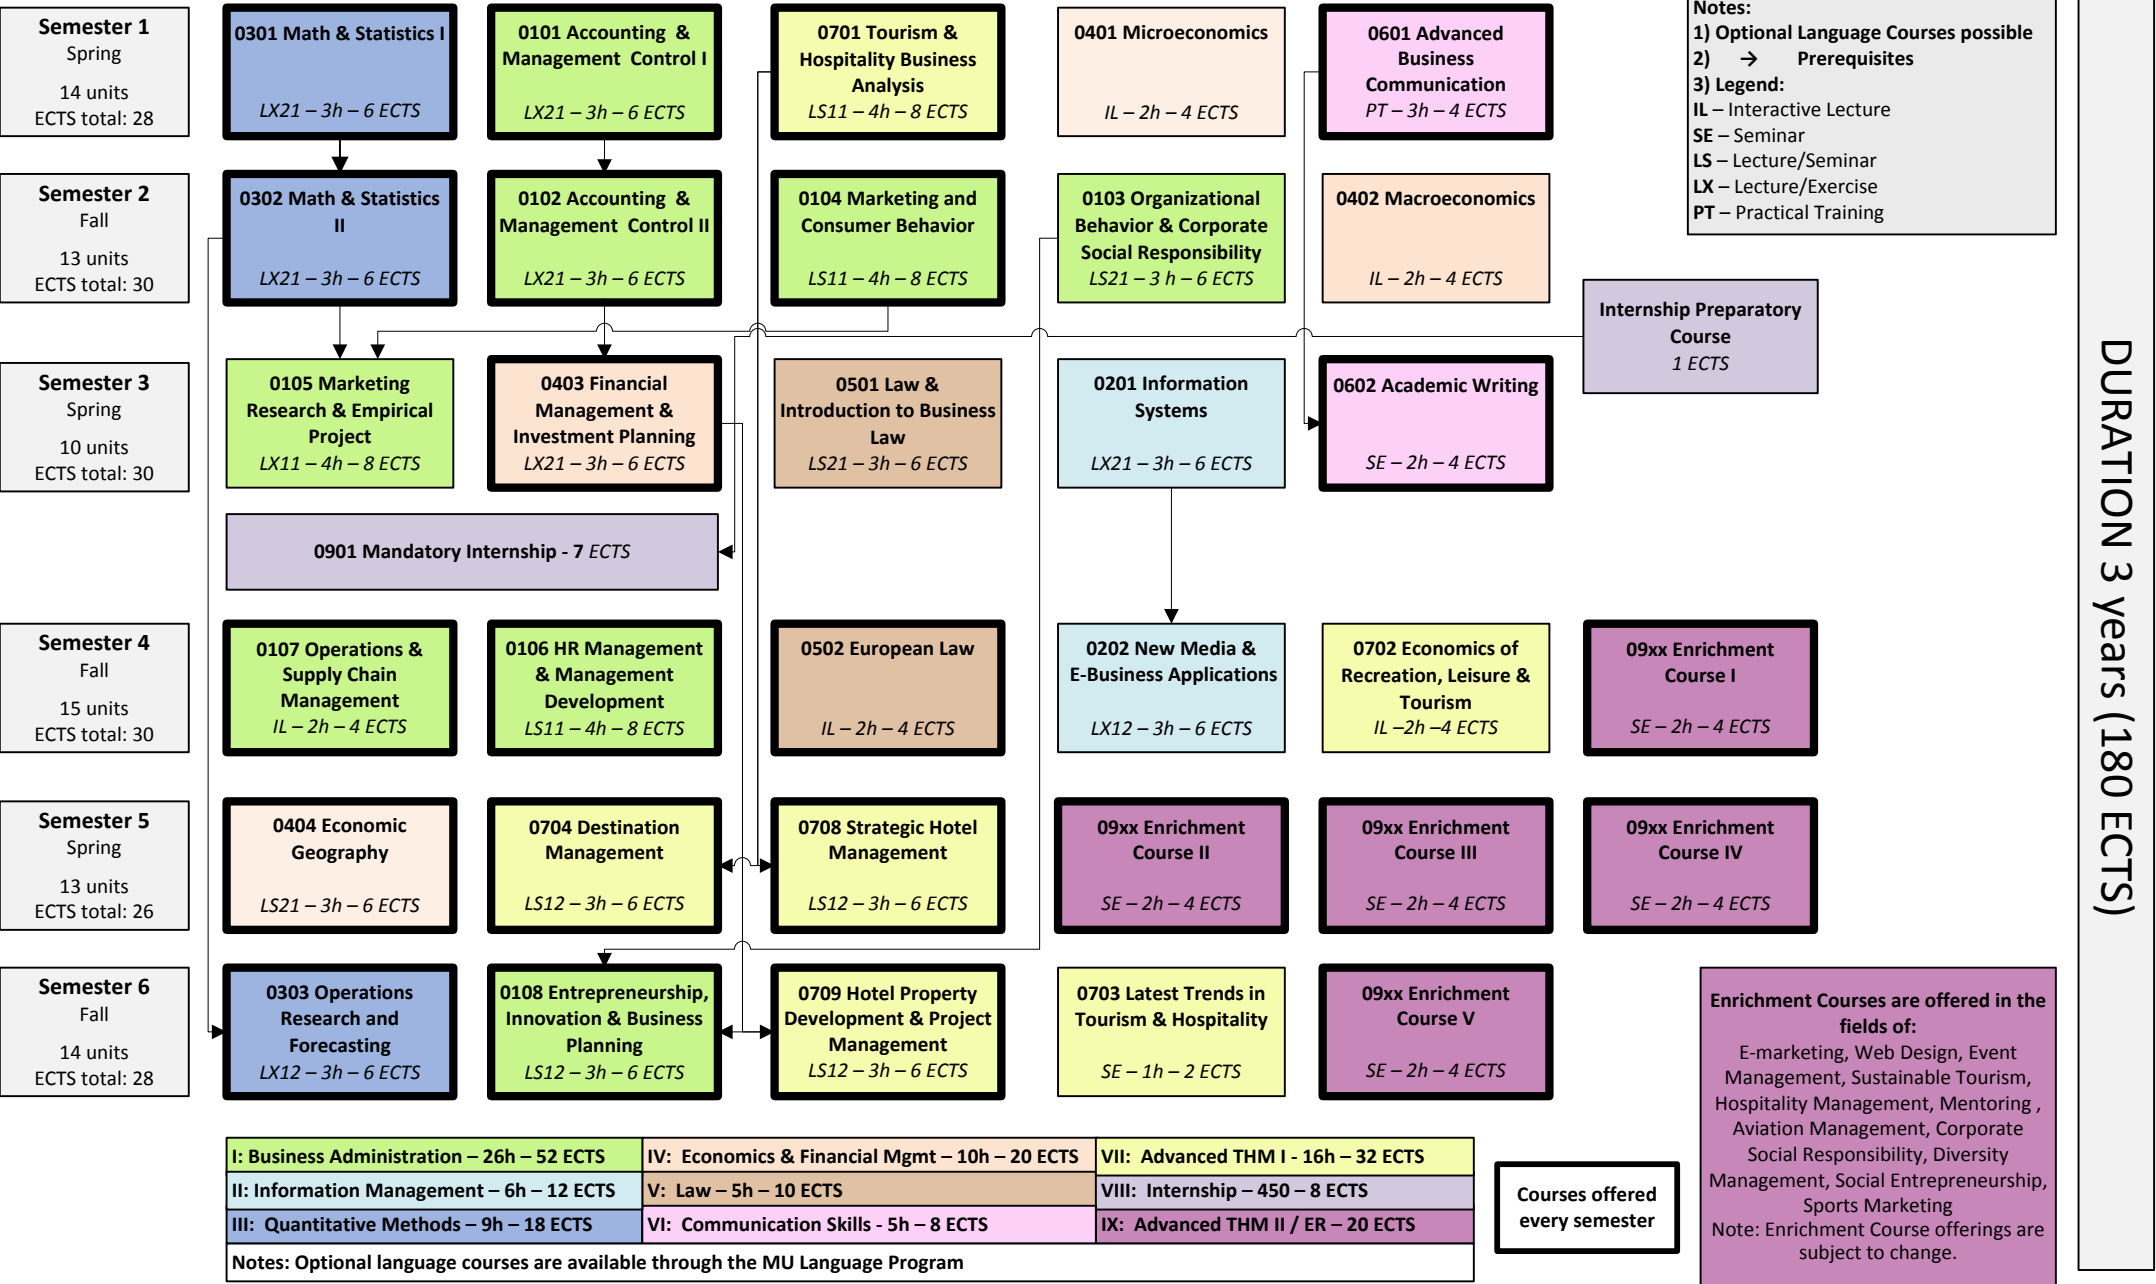 Semester 1
Spring
14 units
ECTS total: 28
0301 Math & Statistics I
LX21 – 3h – 6 ECTS
0101 Accounting &
Management Control I
LX21 – 3h – 6 ECTS
0701 Tourism &
Hospitality Business
Analysis
LS11 – 4h – 8 ECTS
0401 Microeconomics
IL – 2h – 4 ECTS
0601 Advanced
Business
Communication
PT – 3h – 4 ECTS
Notes:
1) Optional Language Courses possible
2) → Prerequisites
3) Legend:
IL – Interactive Lecture
SE – Seminar
LS – Lecture/Seminar
LX – Lecture/Exercise
PT – Practical Training
Semester 2
Fall
13 units
ECTS total: 30
0302 Math & Statistics
II
LX21 – 3h – 6 ECTS
0102 Accounting &
Management Control II
LX21 – 3h – 6 ECTS
0104 Marketing and
Consumer Behavior
LS11 – 4h – 8 ECTS
0103 Organizational
Behavior & Corporate
Social Responsibility
LS21 – 3 h – 6 ECTS
0402 Macroeconomics
IL – 2h – 4 ECTS
Internship Preparatory
Course
1 ECTS
Semester 3
Spring
10 units
ECTS total: 30
0105 Marketing
Research & Empirical
Project
LX11 – 4h – 8 ECTS
0403 Financial
Management &
Investment Planning
LX21 – 3h – 6 ECTS
0501 Law &
Introduction to Business
Law
LS21 – 3h – 6 ECTS
0201 Information
Systems
LX21 – 3h – 6 ECTS
0602 Academic Writing
SE – 2h – 4 ECTS
0901 Mandatory Internship - 7 ECTS
Semester 4
Fall
15 units
ECTS total: 30
0107 Operations &
Supply Chain
Management
IL – 2h – 4 ECTS
0106 HR Management
& Management
Development
LS11 – 4h – 8 ECTS
0502 European Law
IL – 2h – 4 ECTS
0202 New Media &
E-Business Applications
LX12 – 3h – 6 ECTS
0702 Economics of
Recreation, Leisure &
Tourism
IL –2h –4 ECTS
09xx Enrichment
Course I
SE – 2h – 4 ECTS
Semester 5
Spring
13 units
ECTS total: 26
0404 Economic
Geography
LS21 – 3h – 6 ECTS
0704 Destination
Management
LS12 – 3h – 6 ECTS
0708 Strategic Hotel
Management
LS12 – 3h – 6 ECTS
09xx Enrichment
Course II
SE – 2h – 4 ECTS
09xx Enrichment
Course III
SE – 2h – 4 ECTS
09xx Enrichment
Course IV
SE – 2h – 4 ECTS
Semester 6
Fall
14 units
ECTS total: 28
0303 Operations
Research and
Forecasting
LX12 – 3h – 6 ECTS
0108 Entrepreneurship,
Innovation & Business
Planning
LS12 – 3h – 6 ECTS
0709 Hotel Property
Development & Project
Management
LS12 – 3h – 6 ECTS
0703 Latest Trends in
Tourism & Hospitality
SE – 1h – 2 ECTS
09xx Enrichment
Course V
SE – 2h – 4 ECTS
Enrichment Courses are offered in the
fields of:
E-marketing, Web Design, Event
Management, Sustainable Tourism,
Hospitality Management, Mentoring ,
Aviation Management, Corporate
Social Responsibility, Diversity
Management, Social Entrepreneurship,
Sports Marketing
Note: Enrichment Course offerings are
subject to change.
I: Business Administration – 26h – 52 ECTS
IV: Economics & Financial Mgmt – 10h – 20 ECTS
VII: Advanced THM I - 16h – 32 ECTS
II: Information Management – 6h – 12 ECTS
V: Law – 5h – 10 ECTS
VIII: Internship – 450 – 8 ECTS
III: Quantitative Methods – 9h – 18 ECTS
VI: Communication Skills - 5h – 8 ECTS
IX: Advanced THM II / ER – 20 ECTS
Notes: Optional language courses are available through the MU Language Program
Courses offered
every semester
DURATION 3 years (180 ECTS)